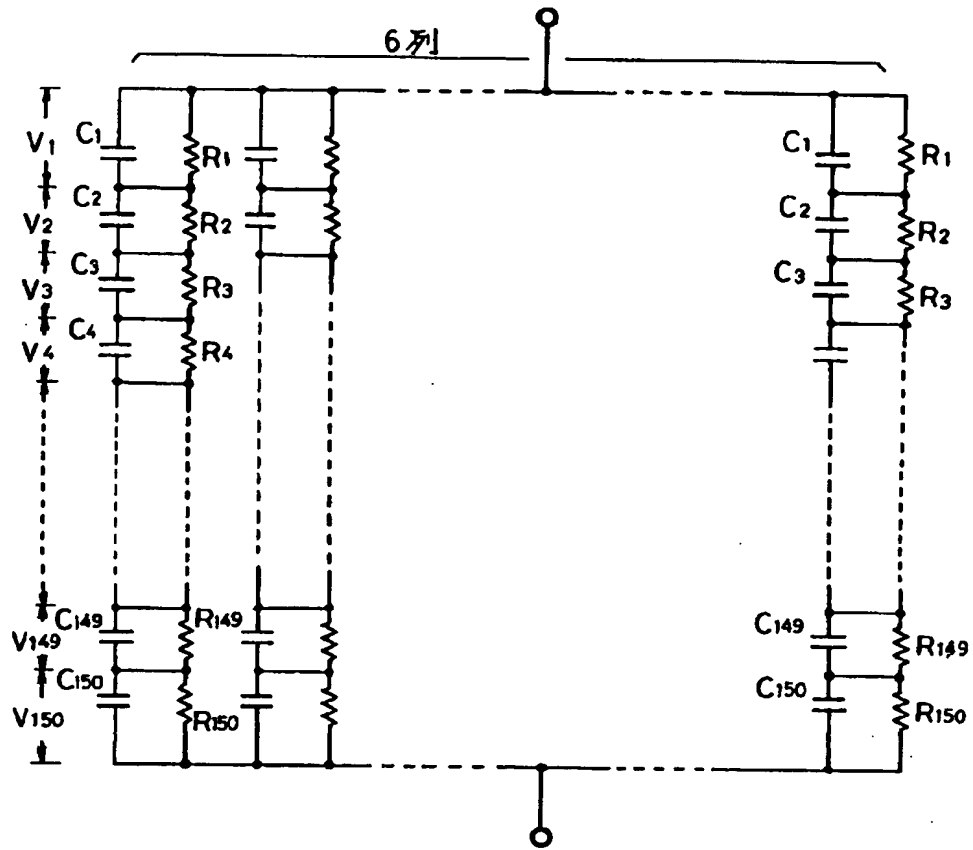 6列
V1 C1 R1 C1 R1
V2 C2 R2 C2 R2
V3 C3 R3 C3 R3
V4 C4 R4
V149 C149 R149 C149 R149
V150 C150 R150 C150 R150